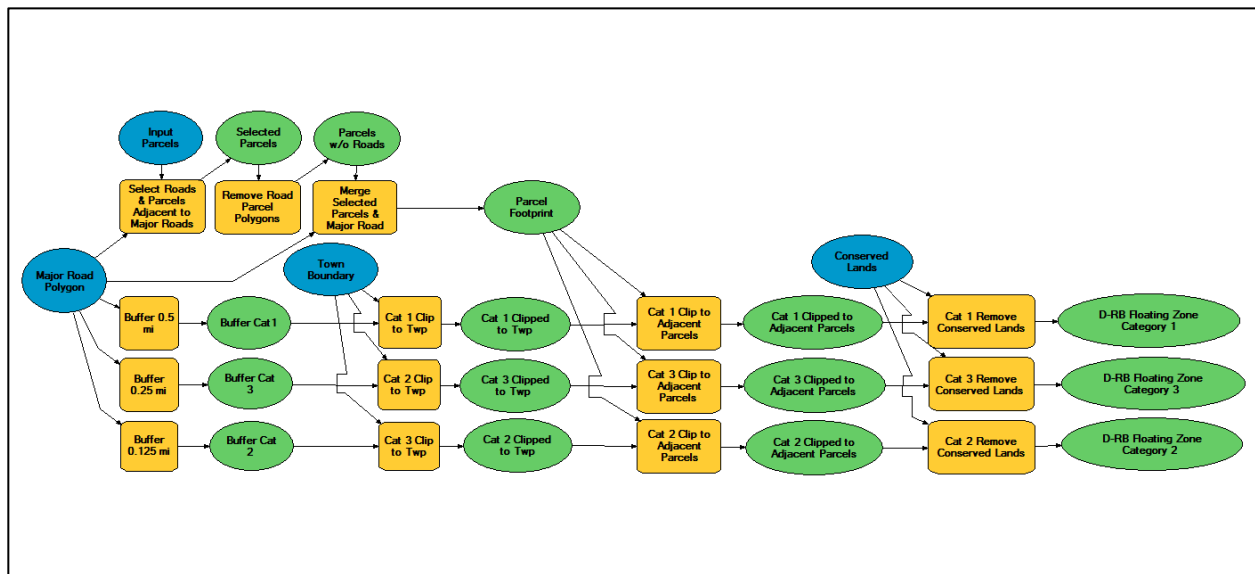 Input
Parcels
Selected
Parcels
Parcels
w/o Roads
Select Roads
& Parcels
Adjacent to
Major Roads
Remove Road
Parcel
Polygons
Merge
Selected
Parcels &
Major Road
Parcel
Footprint
Major Road
Polygon
Town
Boundary
Conserved
Lands
Buffer 0.5
mi
Buffer Cat1
Cat 1 Clip
to Twp
Cat 1 Clipped
to Twp
Cat 1 Clip to
Adjacent
Parcels
Cat 1 Clipped to
Adjacent Parcels
Cat 1 Remove
Conserved Lands
D-RB Floating Zone
Category 1
Buffer
0.25 mi
Buffer Cat
3
Cat 2 Clip
to Twp
Cat 3 Clipped
to Twp
Cat 3 Clip to
Adjacent
Parcels
Cat 3 Clipped to
Adjacent Parcels
Cat 3 Remove
Conserved Lands
D-RB Floating Zone
Category 3
Buffer
0.125 mi
Buffer Cat
2
Cat 3 Clip
to Twp
Cat 2 Clipped
to Twp
Cat 2 Clip to
Adjacent
Parcels
Cat 2 Clipped to
Adjacent Parcels
Cat 2 Remove
Conserved Lands
D-RB Floating Zone
Category 2